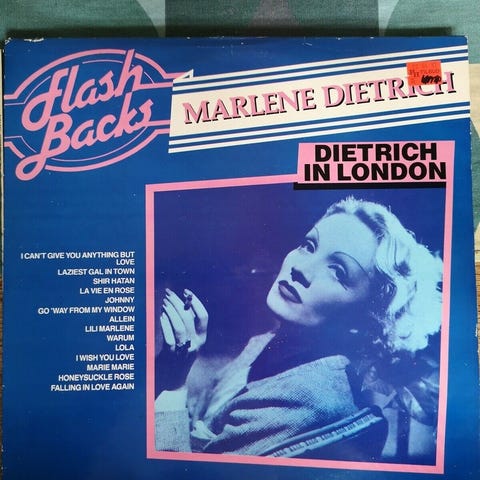 Flash
Backs
MARLENE DIETRICH
DIETRICH
IN LONDON
I CAN'T GIVE YOU ANYTHING BUT
LOVE
LAZIEST GAL IN TOWN
SHIR HATAN
LA VIE EN ROSE
JOHNNY
GO 'WAY FROM MY WINDOW
ALLEIN
LILI MARLENE
WARUM
LOLA
I WISH YOU LOVE
MARIE MARIE
HONEYSUCKLE ROSE
FALLING IN LOVE AGAIN